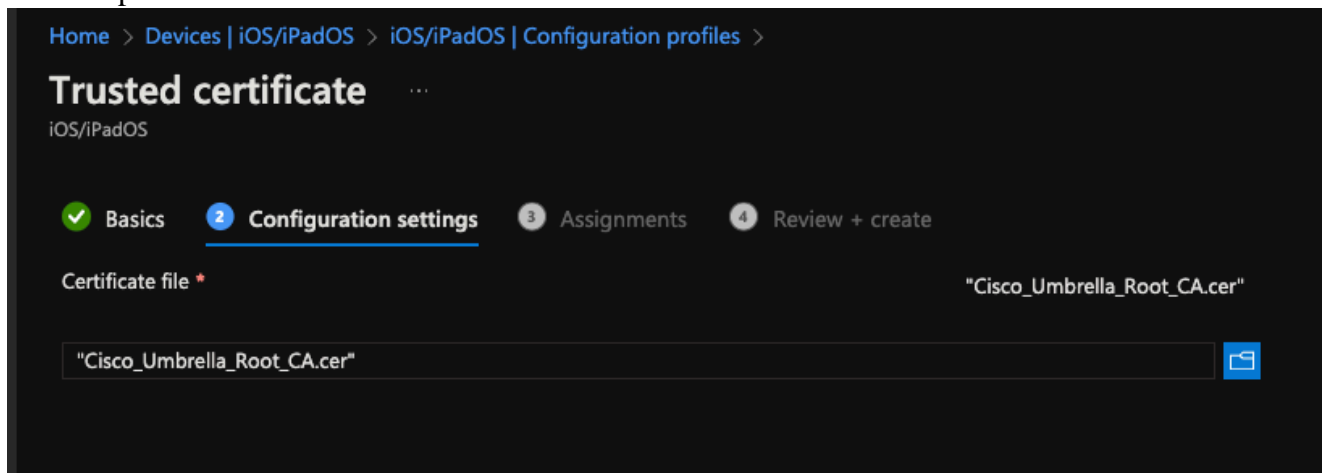 Home > Devices | iOS/iPadOS > iOS/iPadOS | Configuration profiles >
Trusted certificate ...
iOS/iPadOS
Basics 2 Configuration settings 3 Assignments 4 Review + create
Certificate file * "Cisco_Umbrella_Root_CA.cer"
"Cisco_Umbrella_Root_CA.cer"